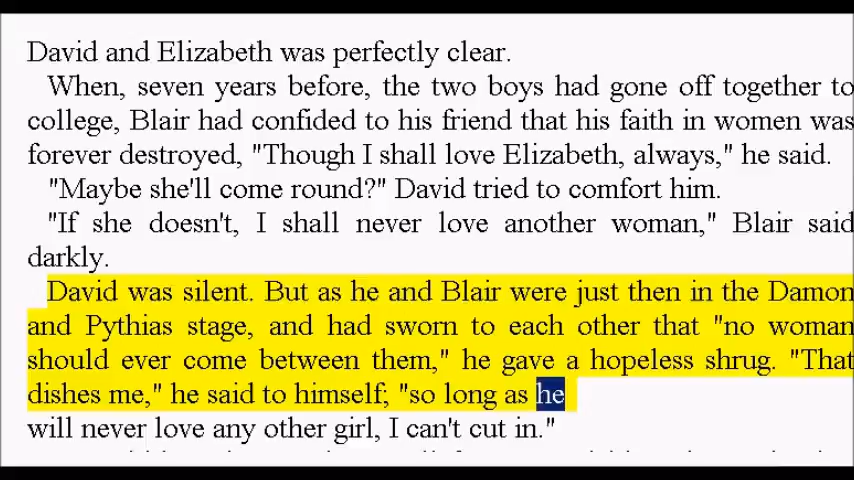 David and Elizabeth was perfectly clear.
When, seven years before, the two boys had gone off together to
college, Blair had confided to his friend that his faith in women was
forever destroyed, "Though I shall love Elizabeth, always," he said.
"Maybe she'll come round?" David tried to comfort him.
"If she doesn't, I shall never love another woman," Blair said
darkly.
David was silent. But as he and Blair were just then in the Damon
and Pythias stage, and had sworn to each other that "no woman
should ever come between them," he gave a hopeless shrug. "That
dishes me," he said to himself; "so long as he
will never love any other girl, I can't cut in."